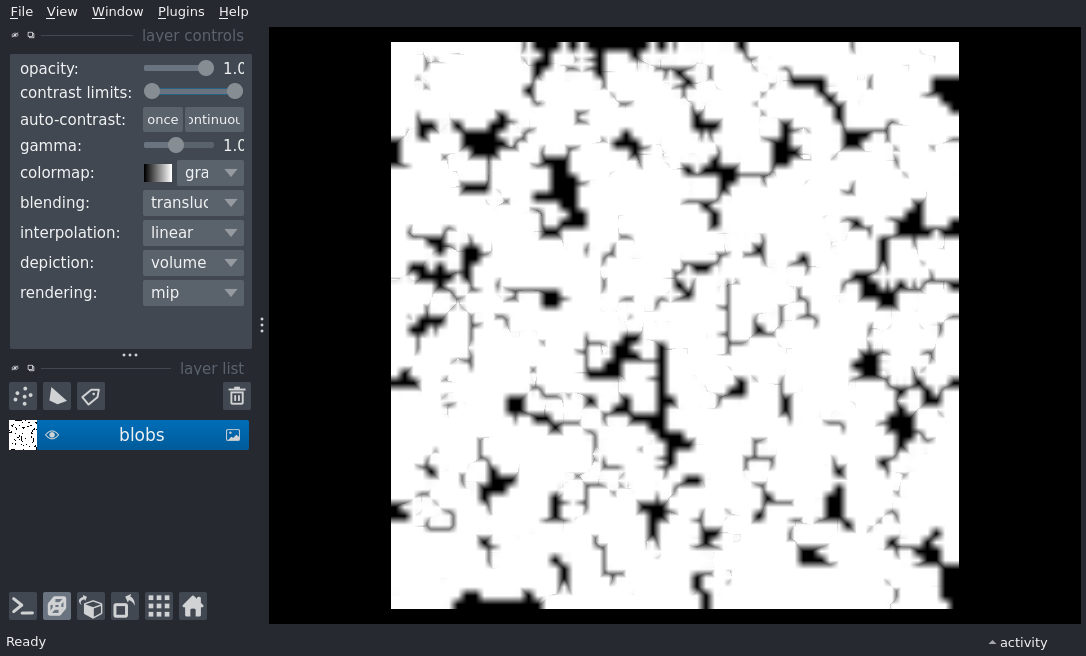 File View Window Plugins Help
layer controls
opacity: 1.0
contrast limits:
auto-contrast: once ontinuou
gamma: 1.0
colormap: gra
blending: transluc
interpolation: linear
depiction: volume
rendering: mip
layer list
blobs
Ready
activity